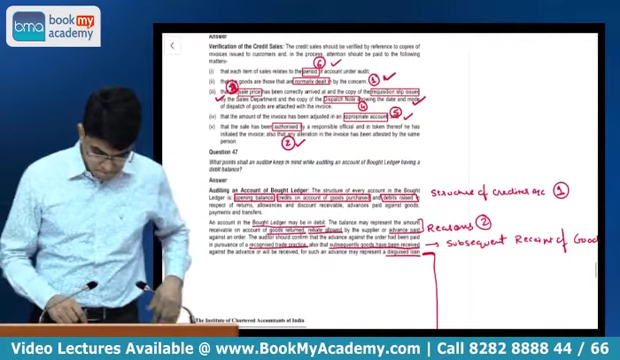 bma book my academy
Answer
Verification of the Credit Sales: The credit sales should be verified by reference to copies of
invoices issued to customers and, in the process, attention should be paid to the following
matters-
(i) that each item of sales relates to the period of account under audit;
(ii) that the goods are those that are normally dealt in by the concern.
(iii) that sale price has been correctly arrived at and the copy of the requisition slip issued
by the Sales Department and the copy of the Dispatch Note showing the date and mode
of dispatch of goods are attached with the invoice.
(iv) that the amount of the invoice has been adjusted in an appropriate account
(v) that the sale has been authorised by a responsible official and in token thereof he has
initialled the invoice; also that any alteration in the invoice has been attested by the same
person.
Question 47
What points shall an auditor keep in mind while auditing an account of Bought Ledger having a
debit balance?
Auditing an Account of Bought Ledger: The structure of every account in the Bought
Ledger is opening balance credits on account of goods purchased and debits raised in
respect of returns, allowances and discount receivable, advances paid against goods,
payments and transfers.
An account in the Bought Ledger may be in debit. The balance may represent the amount
receivable on account of goods returned, rebate allowed by the supplier or advance paid
against an order. The auditor should confirm that the advance against the order had been paid
in pursuance of a recognised trade practice, also that subsequently goods have been received
against the advance or will be received, for such an advance may represent a disguised loan
6
1
3
4
5
2
Structure of Creditors A/c 1
Reasons 2
→ Subsequent Receipt of Good
The Institute of Chartered Accountants of India
Video Lectures Available @ www.BookMyAcademy.com | Call 8282 8888 44 / 66